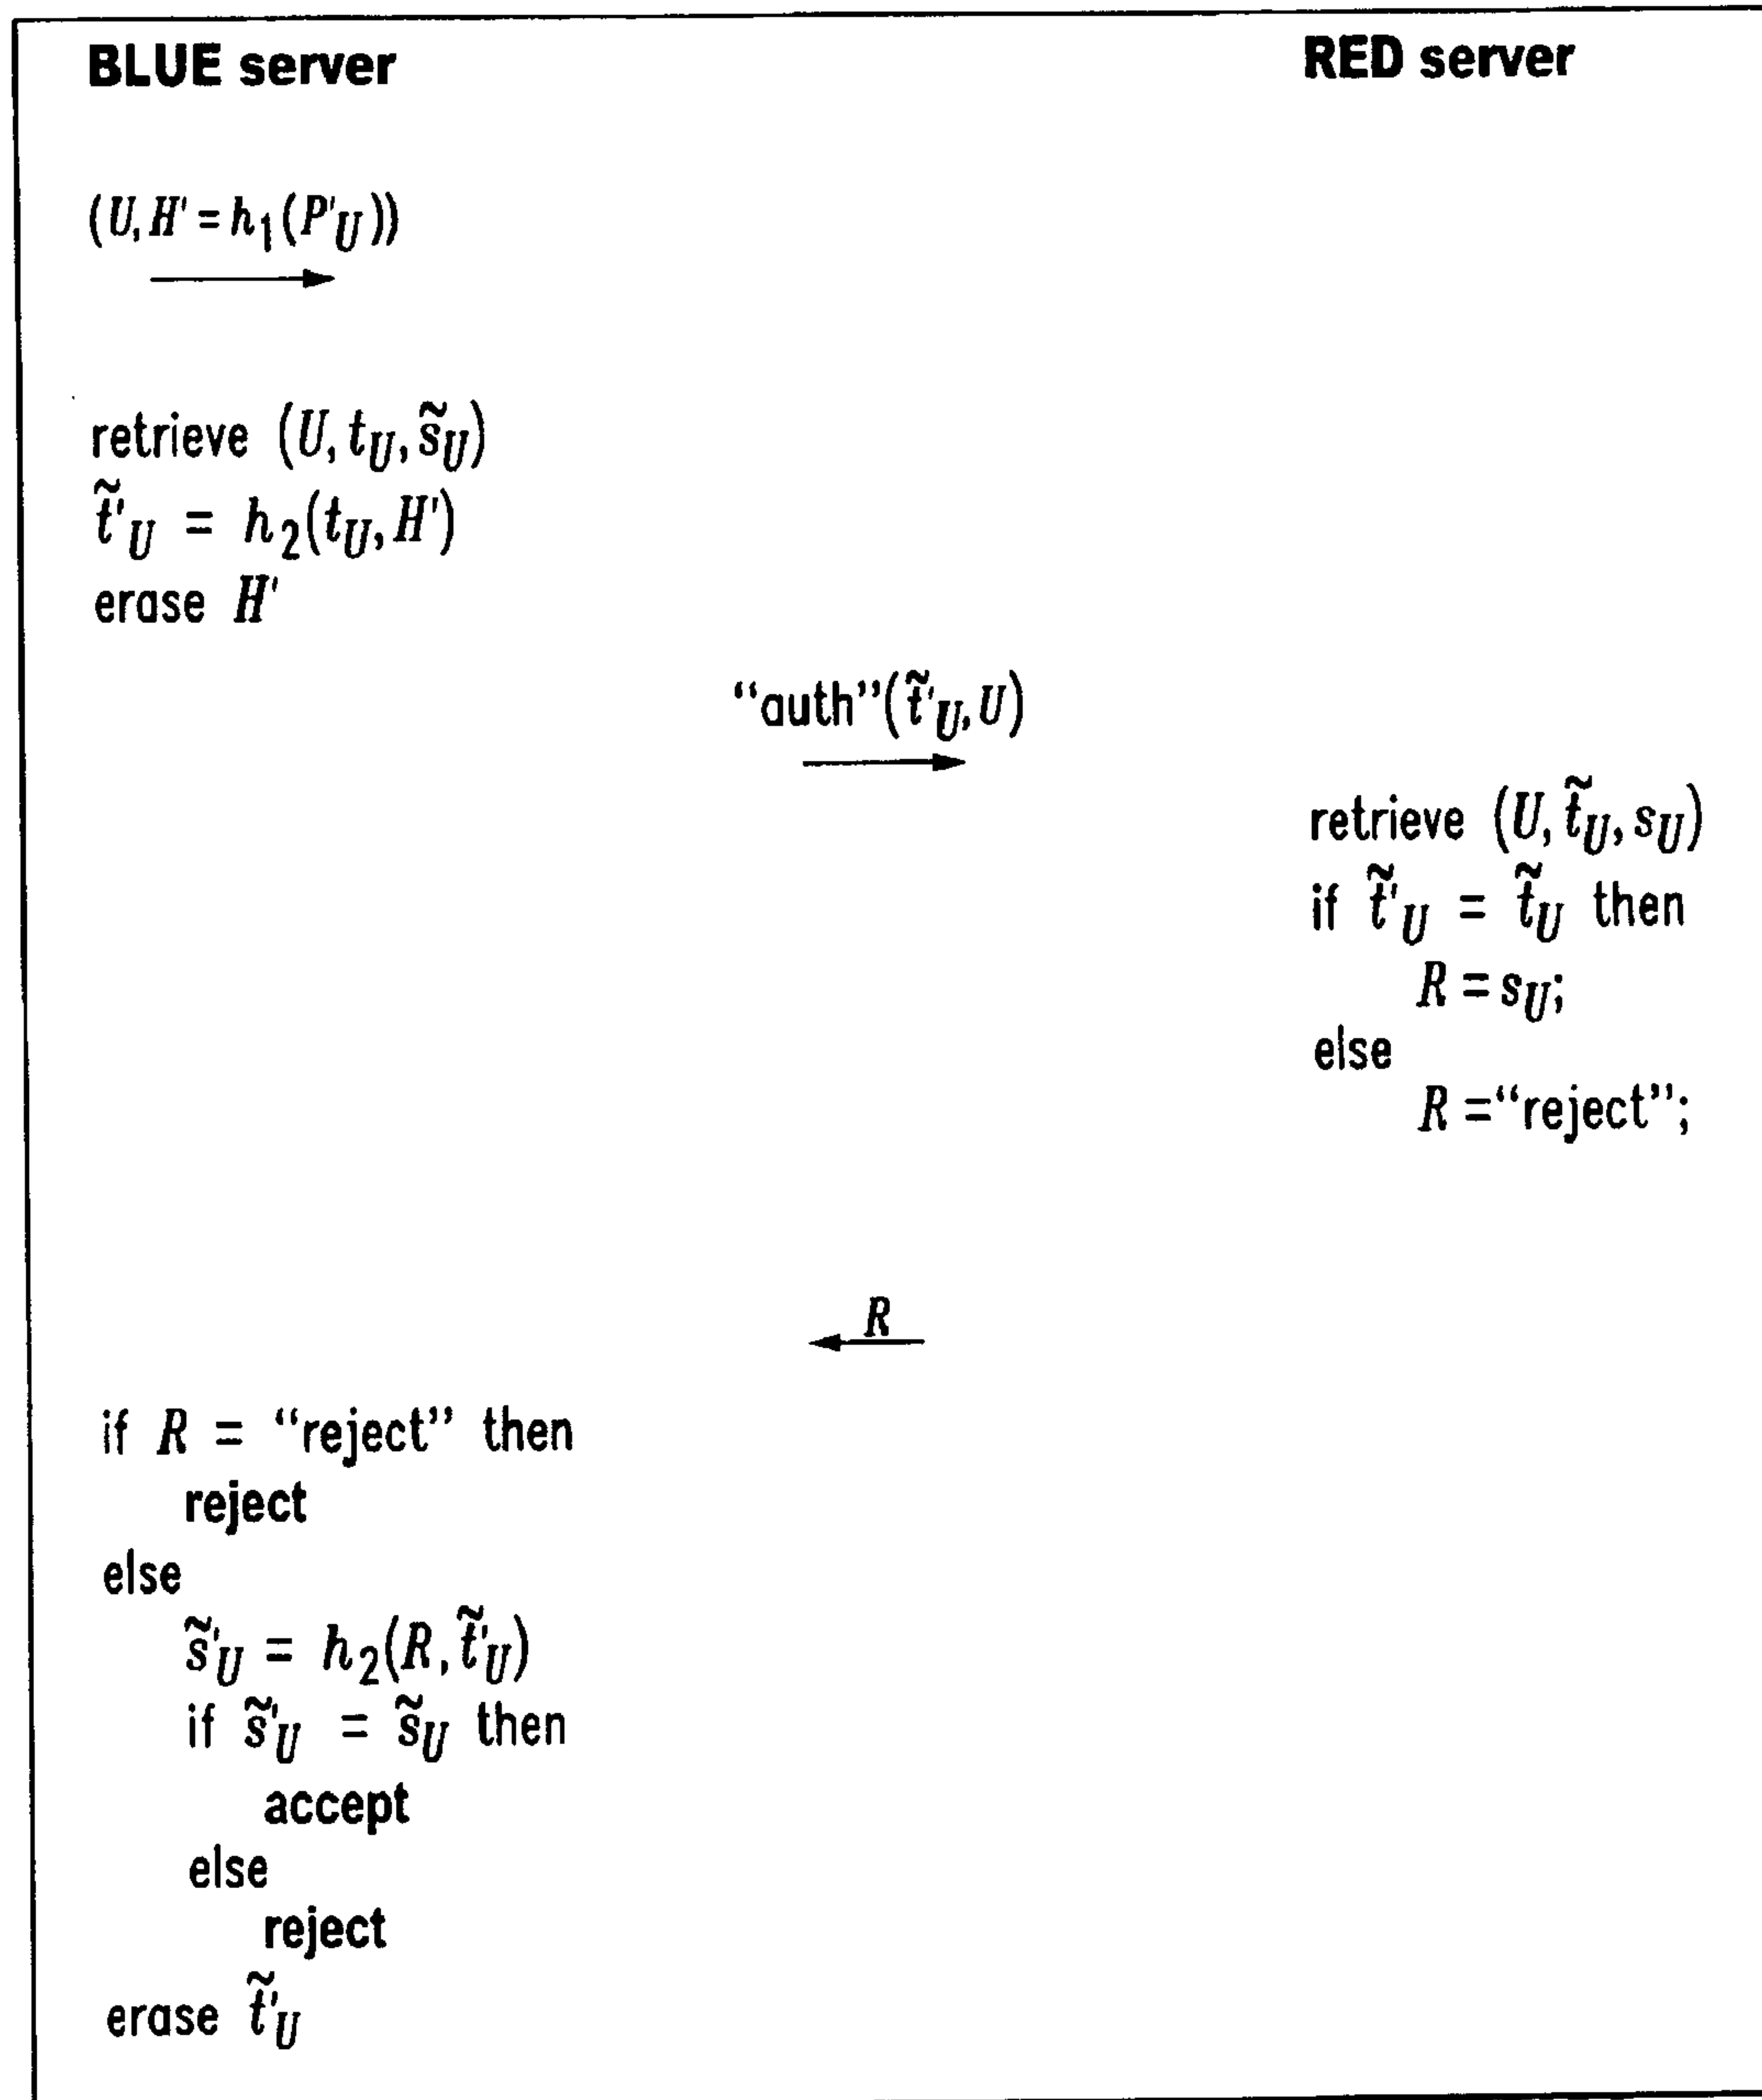 BLUE server
RED server
(U, H' = h₁(P'_U))
retrieve (U, t_U, s̃_U)
t̃'_U = h₂(t_U, H')
erase H'
“auth”(t̃'_U, U)
retrieve (U, t̃_U, s_U)
if t̃'_U = t̃_U then
R = s_U;
else
R =“reject”;
R
if R = “reject” then
reject
else
s̃'_U = h₂(R, t̃'_U)
if s̃'_U = s̃_U then
accept
else
reject
erase t̃'_U